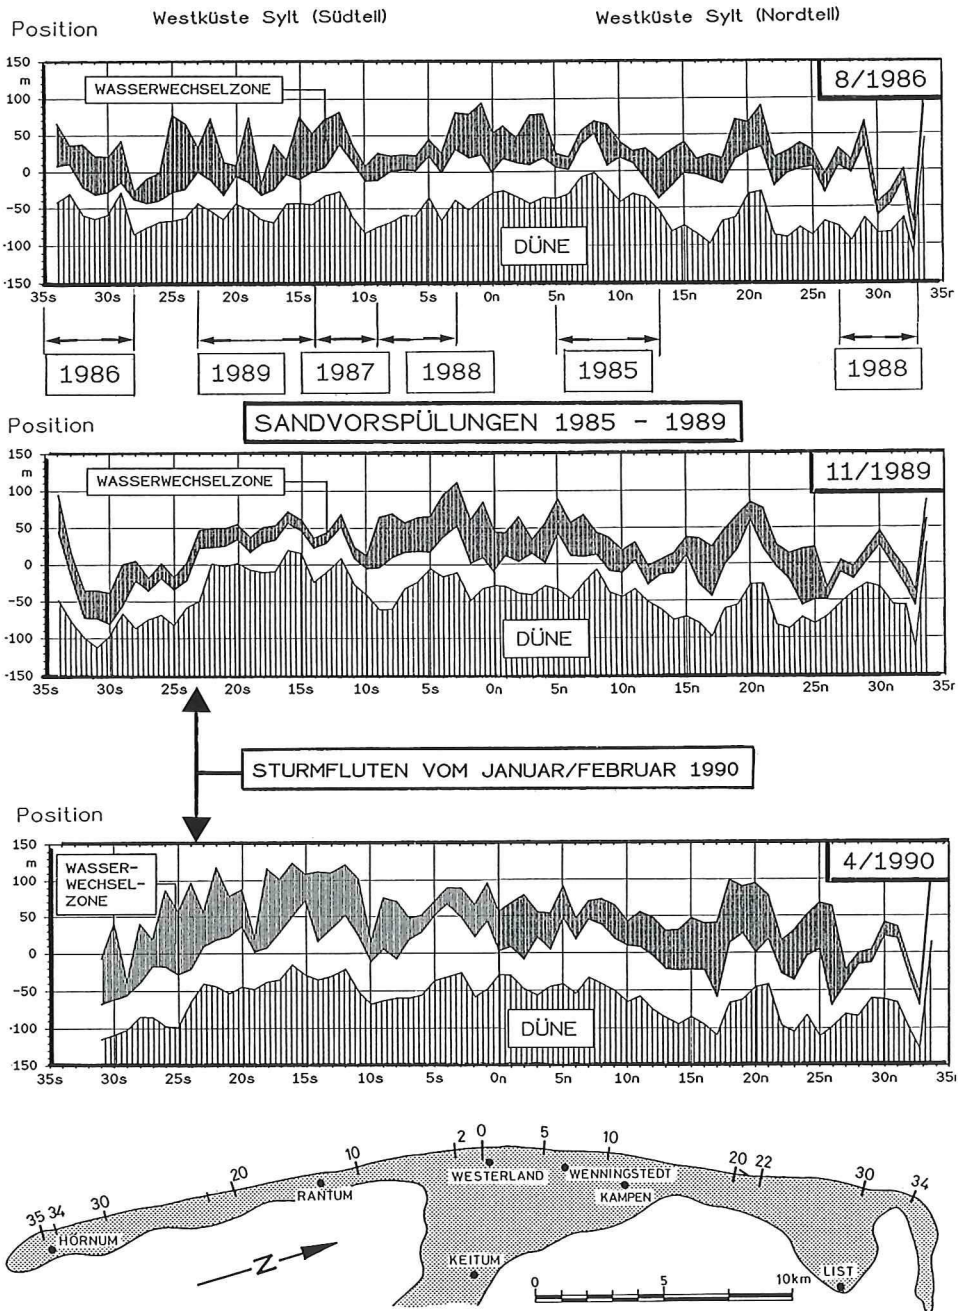 Westküste Sylt (Südteil)
Westküste Sylt (Nordteil)
Position
8/1986
WASSERWECHSELZONE
DÜNE
150
m
100
50
0
-50
-100
-150
35s 30s 25s 20s 15s 10s 5s 0n 5n 10n 15n 20n 25n 30n 35n
1986 1989 1987 1988 1985 1988
SANDVORSPÜLUNGEN 1985 - 1989
Position
11/1989
WASSERWECHSELZONE
DÜNE
150
m
100
50
0
-50
-100
-150
35s 30s 25s 20s 15s 10s 5s 0n 5n 10n 15n 20n 25n 30n 35n
STURMFLUTEN VOM JANUAR/FEBRUAR 1990
Position
4/1990
WASSER-
WECHSEL-
ZONE
DÜNE
150
m
100
50
0
-50
-100
-150
35s 30s 25s 20s 15s 10s 5s 0n 5n 10n 15n 20n 25n 30n 35n
35 34 30 20 10 2 0 5 10 20 22 30 34
HÖRNUM
RANTUM
WESTERLAND
WENNINGSTEDT
KAMPEN
KEITUM
LIST
N
0 5 10km